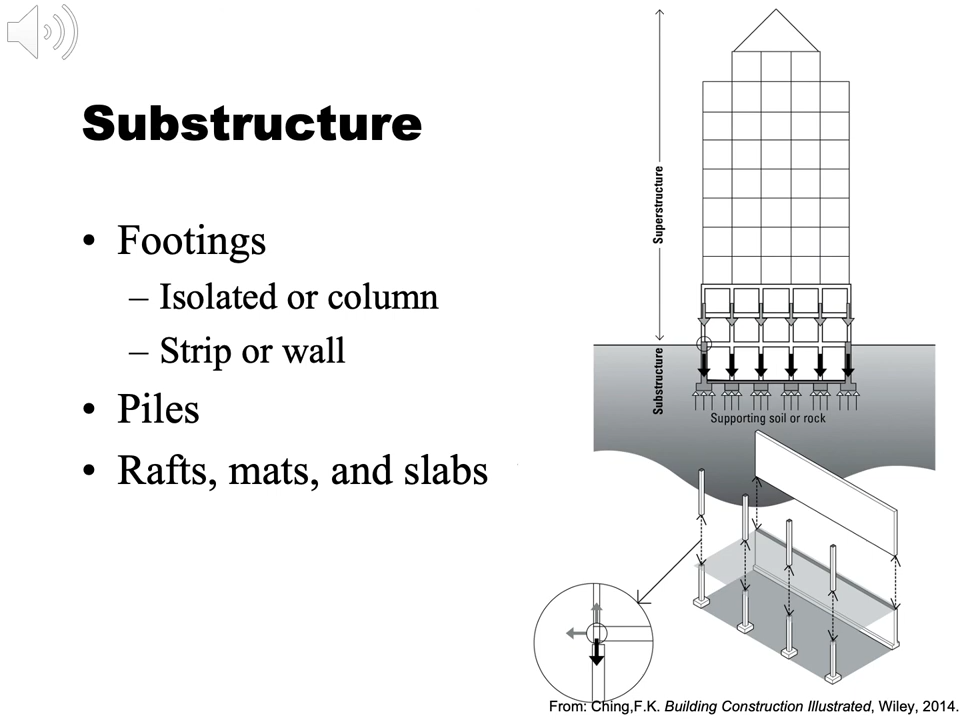 Substructure
• Footings
– Isolated or column
– Strip or wall
• Piles
• Rafts, mats, and slabs
Superstructure
Substructure
Supporting soil or rock
From: Ching,F.K. Building Construction Illustrated, Wiley, 2014.